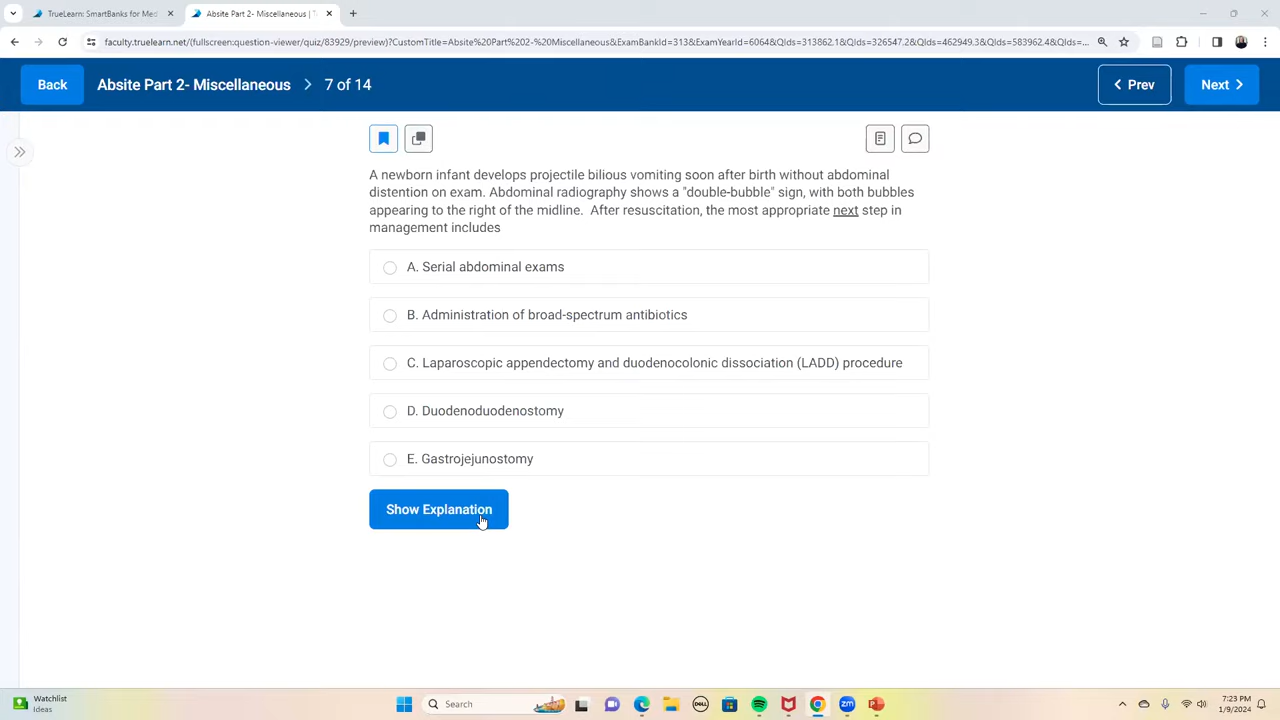 TrueLearn: SmartBanks for Med
Absite Part 2- Miscellaneous | T
faculty.truelearn.net/(fullscreen:question-viewer/quiz/83929/preview)?CustomTitle=Absite%20Part%202-%20Miscellaneous&ExamBankId=313&ExamYearId=6064&QIds=313862.1&QIds=326547.2&QIds=462949.3&QIds=583962.4&QIds=...
Back
Absite Part 2- Miscellaneous > 7 of 14
Prev
Next
A newborn infant develops projectile bilious vomiting soon after birth without abdominal
distention on exam. Abdominal radiography shows a "double-bubble" sign, with both bubbles
appearing to the right of the midline. After resuscitation, the most appropriate next step in
management includes
A. Serial abdominal exams
B. Administration of broad-spectrum antibiotics
C. Laparoscopic appendectomy and duodenocolonic dissociation (LADD) procedure
D. Duodenoduodenostomy
E. Gastrojejunostomy
Show Explanation
Watchlist
Ideas
Search
DELL
zm
7:23 PM
1/9/2024